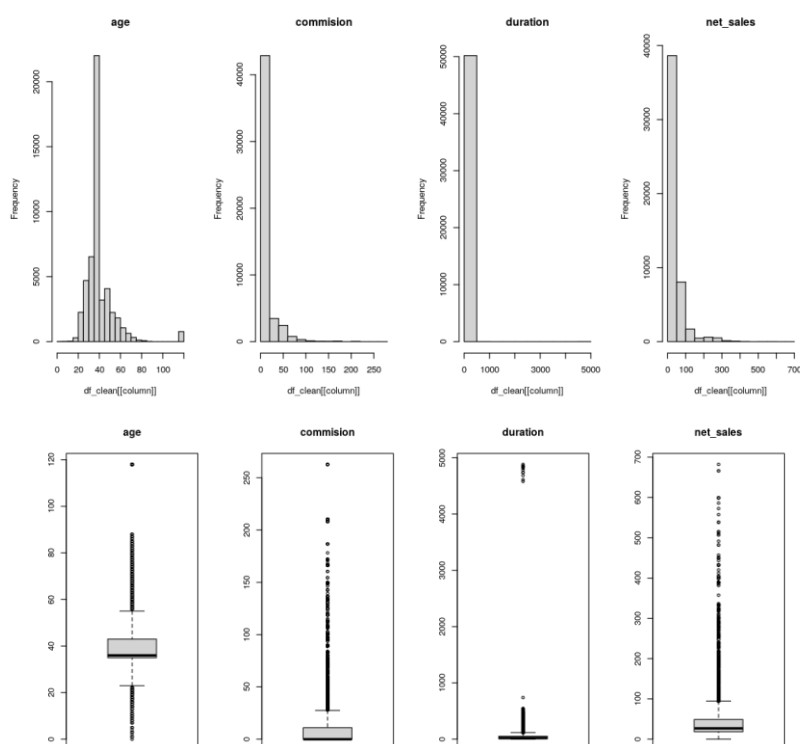 age commision duration net_sales
Frequency 0 5000 10000 15000 20000
0 20 40 60 80 100
df_clean[[column]]
Frequency 0 10000 20000 30000 40000
0 50 100 150 200 250
df_clean[[column]]
Frequency 0 10000 20000 30000 40000 50000
0 1000 3000 5000
df_clean[[column]]
Frequency 0 10000 20000 30000 40000
0 100 300 500 700
df_clean[[column]]
age commision duration net_sales
0 20 40 60 80 100 120
0 50 100 150 200 250
0 1000 2000 3000 4000 5000
0 100 200 300 400 500 600 700